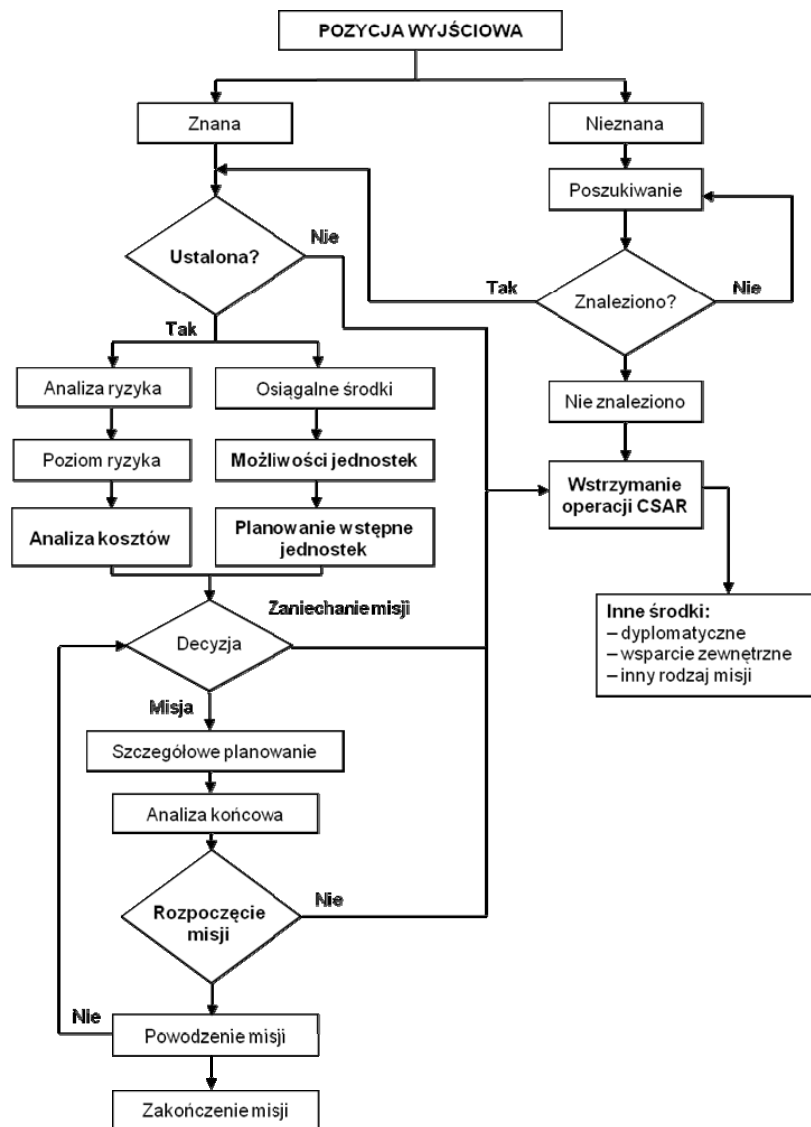 POZYCJA WYJŚCIOWA
Znana
Nieznana
Poszukiwanie
Ustalona?
Nie
Znaleziono?
Tak
Nie
Tak
Analiza ryzyka
Osiągalne środki
Nie znaleziono
Poziom ryzyka
Możliwości jednostek
Wstrzymanie
operacji CSAR
Analiza kosztów
Planowanie wstępne
jednostek
Inne środki:
– dyplomatyczne
– wsparcie zewnętrzne
– inny rodzaj misji
Zaniechanie misji
Decyzja
Misja
Szczegółowe planowanie
Analiza końcowa
Rozpoczęcie
misji
Nie
Nie
Powodzenie misji
Zakończenie misji